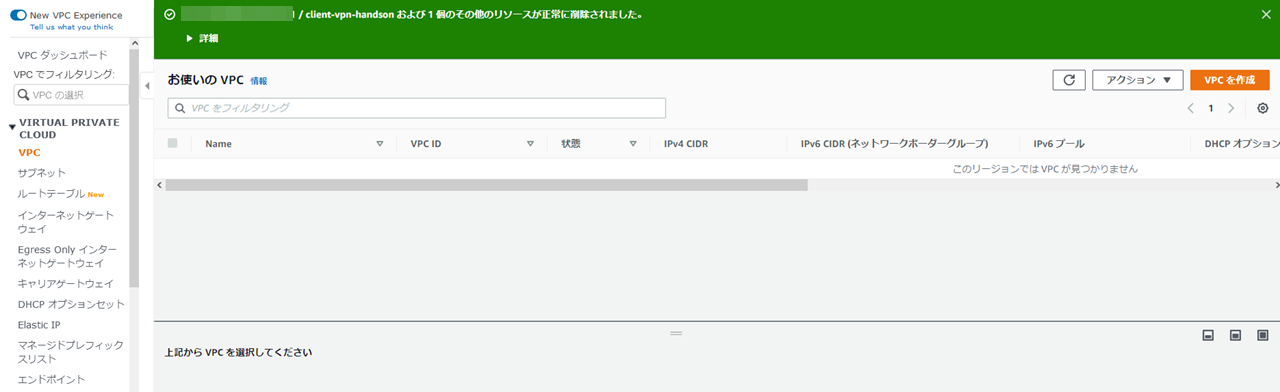 New VPC Experience
Tell us what you think
VPC ダッシュボード
VPC でフィルタリング:
VPC の選択
VIRTUAL PRIVATE
CLOUD
VPC
サブネット
ルートテーブル New
インターネットゲート
ウェイ
Egress Only インター
ネットゲートウェイ
キャリアゲートウェイ
DHCP オプションセット
Elastic IP
マネージドプレフィック
スリスト
エンドポイント
/ client-vpn-handson および 1 個のその他のリソースが正常に削除されました。
詳細
お使いの VPC 情報
アクション
VPC を作成
VPC をフィルタリング
1
Name VPC ID 状態 IPv4 CIDR IPv6 CIDR (ネットワークボーダーグループ) IPv6 プール DHCP オプション
このリージョンでは VPC が見つかりません
上記から VPC を選択してください